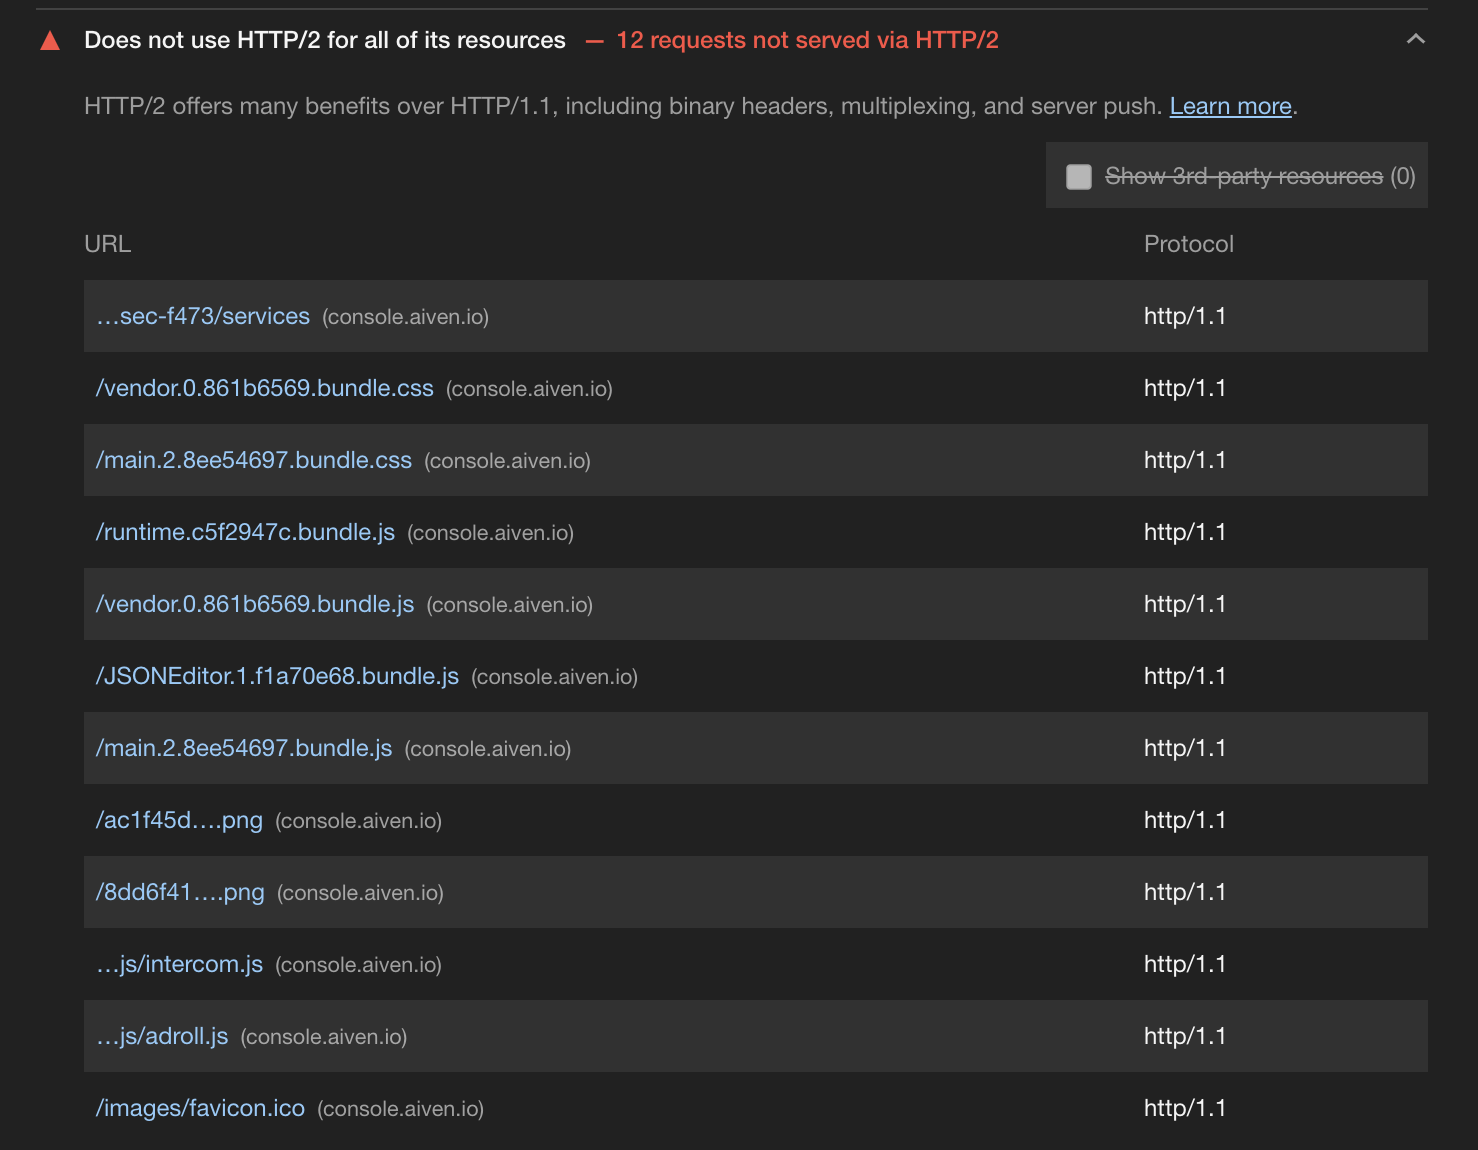 Does not use HTTP/2 for all of its resources — 12 requests not served via HTTP/2
HTTP/2 offers many benefits over HTTP/1.1, including binary headers, multiplexing, and server push. Learn more.
Show 3rd-party resources (0)
URL Protocol
…sec-f473/services (console.aiven.io) http/1.1
/vendor.0.861b6569.bundle.css (console.aiven.io) http/1.1
/main.2.8ee54697.bundle.css (console.aiven.io) http/1.1
/runtime.c5f2947c.bundle.js (console.aiven.io) http/1.1
/vendor.0.861b6569.bundle.js (console.aiven.io) http/1.1
/JSONEditor.1.f1a70e68.bundle.js (console.aiven.io) http/1.1
/main.2.8ee54697.bundle.js (console.aiven.io) http/1.1
/ac1f45d….png (console.aiven.io) http/1.1
/8dd6f41….png (console.aiven.io) http/1.1
…js/intercom.js (console.aiven.io) http/1.1
…js/adroll.js (console.aiven.io) http/1.1
/images/favicon.ico (console.aiven.io) http/1.1